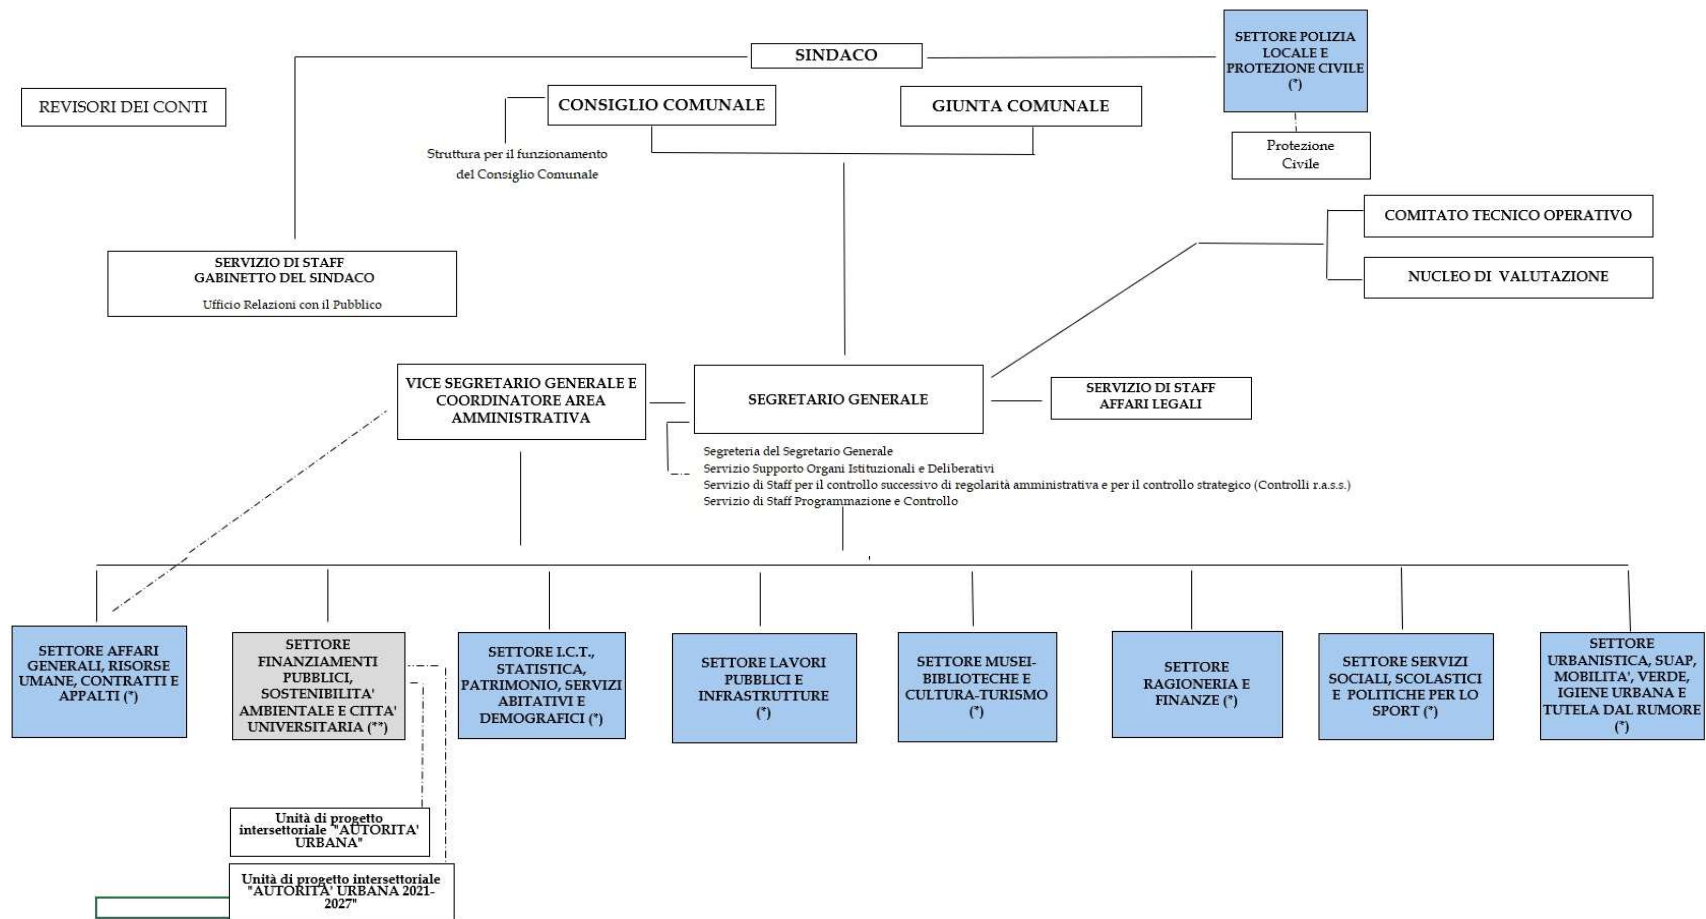 SINDACO
SETTORE POLIZIA
LOCALE E
PROTEZIONE CIVILE
(*)
REVISORI DEI CONTI
CONSIGLIO COMUNALE
GIUNTA COMUNALE
Struttura per il funzionamento
del Consiglio Comunale
Protezione
Civile
COMITATO TECNICO OPERATIVO
NUCLEO DI VALUTAZIONE
SERVIZIO DI STAFF
GABINETTO DEL SINDACO
Ufficio Relazioni con il Pubblico
VICE SEGRETARIO GENERALE E
COORDINATORE AREA
AMMINISTRATIVA
SEGRETARIO GENERALE
SERVIZIO DI STAFF
AFFARI LEGALI
Segreteria del Segretario Generale
Servizio Supporto Organi Istituzionali e Deliberativi
Servizio di Staff per il controllo successivo di regolarità amministrativa e per il controllo strategico (Controlli r.a.s.s.)
Servizio di Staff Programmazione e Controllo
SETTORE AFFARI
GENERALI, RISORSE
UMANE, CONTRATTI E
APPALTI (*)
SETTORE
FINANZIAMENTI
PUBBLICI,
SOSTENIBILITA'
AMBIENTALE E CITTA'
UNIVERSITARIA (**)
SETTORE I.C.T.,
STATISTICA,
PATRIMONIO, SERVIZI
ABITATIVI E
DEMOGRAFICI (*)
SETTORE LAVORI
PUBBLICI E
INFRASTRUTTURE
(*)
SETTORE MUSEI-
BIBLIOTECHE E
CULTURA-TURISMO
(*)
SETTORE
RAGIONERIA E
FINANZE (*)
SETTORE SERVIZI
SOCIALI, SCOLASTICI
E POLITICHE PER LO
SPORT (*)
SETTORE
URBANISTICA, SUAP,
MOBILITA', VERDE,
IGIENE URBANA E
TUTELA DAL RUMORE
(*)
Unità di progetto
intersettoriale "AUTORITA'
URBANA"
Unità di progetto intersettoriale
"AUTORITA' URBANA 2021-
2027"